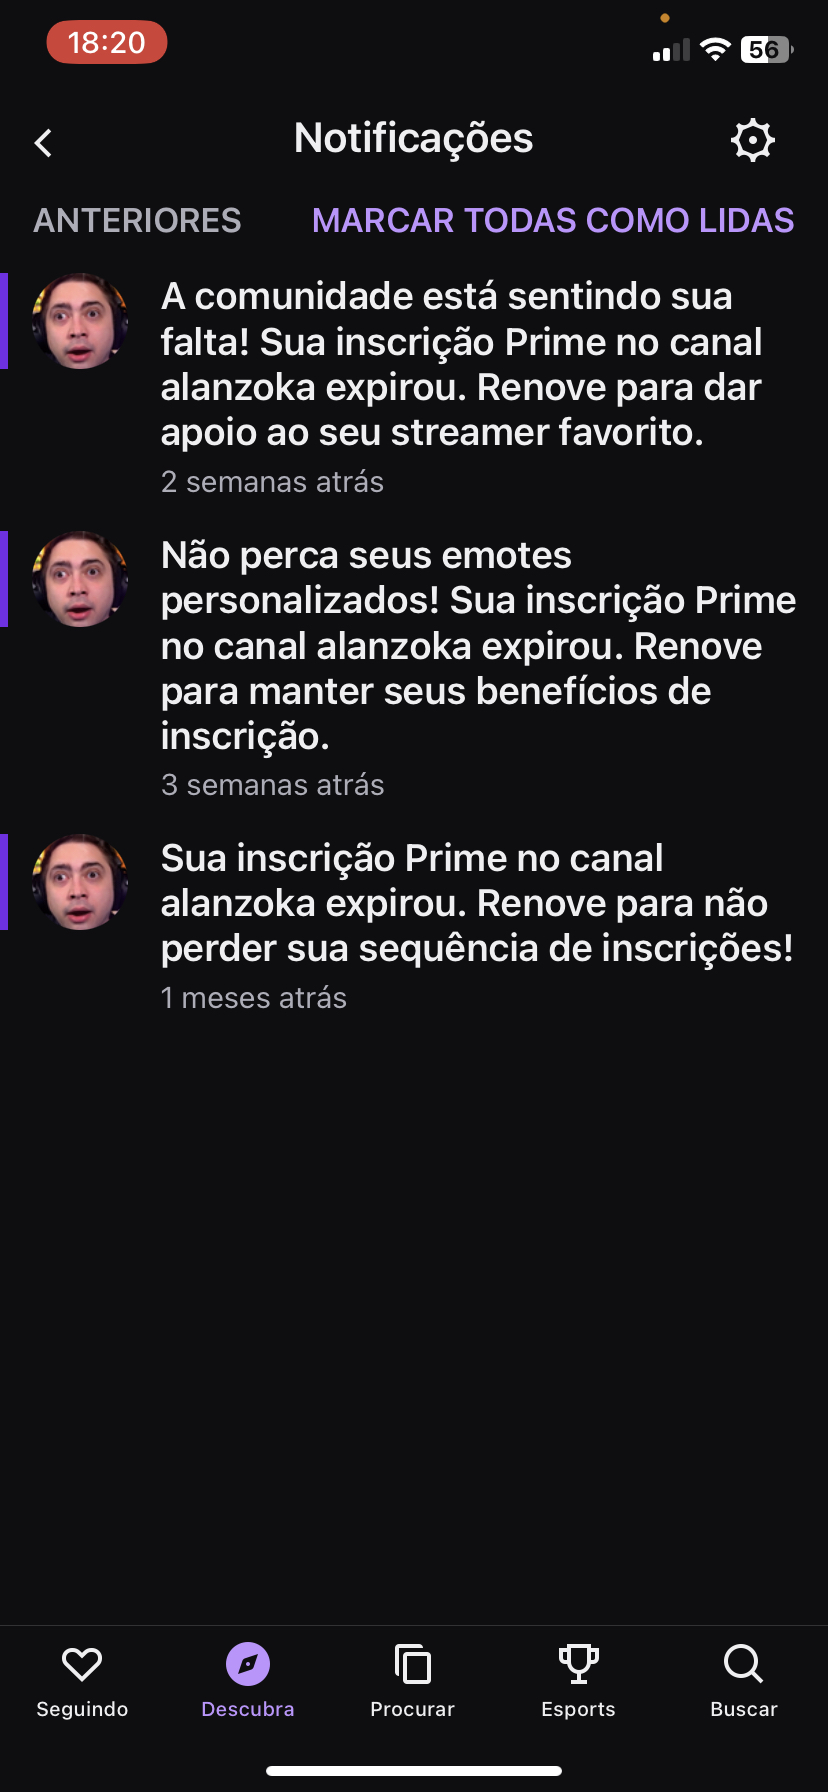 18:20
56
Notificações
ANTERIORES MARCAR TODAS COMO LIDAS
A comunidade está sentindo sua
falta! Sua inscrição Prime no canal
alanzoka expirou. Renove para dar
apoio ao seu streamer favorito.
2 semanas atrás
Não perca seus emotes
personalizados! Sua inscrição Prime
no canal alanzoka expirou. Renove
para manter seus benefícios de
inscrição.
3 semanas atrás
Sua inscrição Prime no canal
alanzoka expirou. Renove para não
perder sua sequência de inscrições!
1 meses atrás
Seguindo Descubra Procurar Esports Buscar